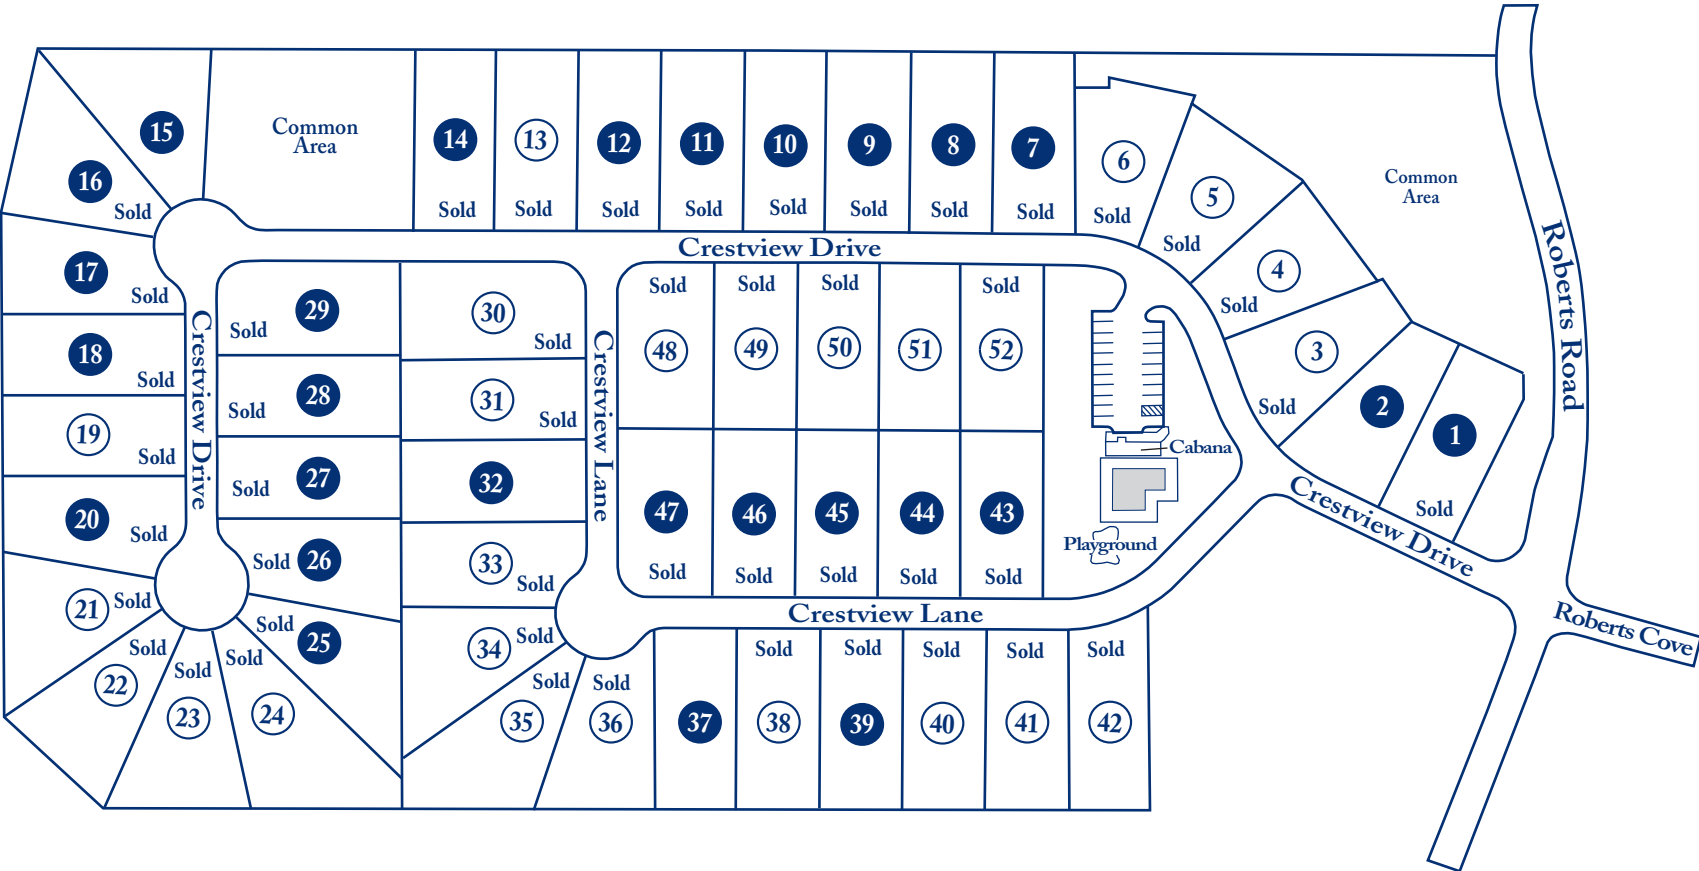 15
Common
Area
14
13
12
11
10
9
8
7
6
5
4
Common
Area
16
Sold
Sold
Sold
Sold
Sold
Sold
Sold
Sold
Sold
Sold
Sold
Sold
Crestview Drive
17
Sold
18
Sold
19
Sold
20
Sold
Crestview Drive
29
Sold
28
Sold
27
Sold
26
Sold
25
Sold
30
Sold
31
Sold
32
33
Sold
34
Sold
Crestview Lane
Sold
Sold
Sold
Sold
48
49
50
51
52
47
46
45
44
43
Sold
Sold
Sold
Sold
Cabana
Playground
3
Sold
2
1
Sold
Crestview Drive
Roberts Road
Roberts Cove
Crestview Lane
21
Sold
22
Sold
23
Sold
24
Sold
35
Sold
36
Sold
37
38
Sold
39
Sold
40
Sold
41
Sold
42
Sold